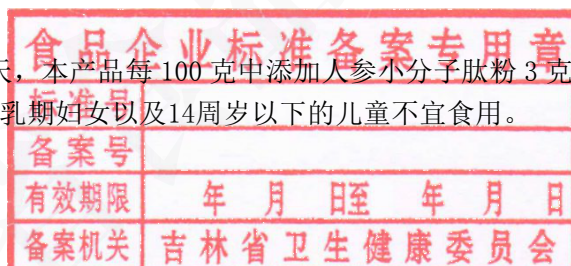 食品企业标准备案专用章
天，本产品每 100 克中添加人参小分子肽粉 3 克
标准号
乳期妇女以及14周岁以下的儿童不宜食用。
备案号
有效期限 年 月 日至 年 月 日
备案机关 吉林省卫生健康委员会